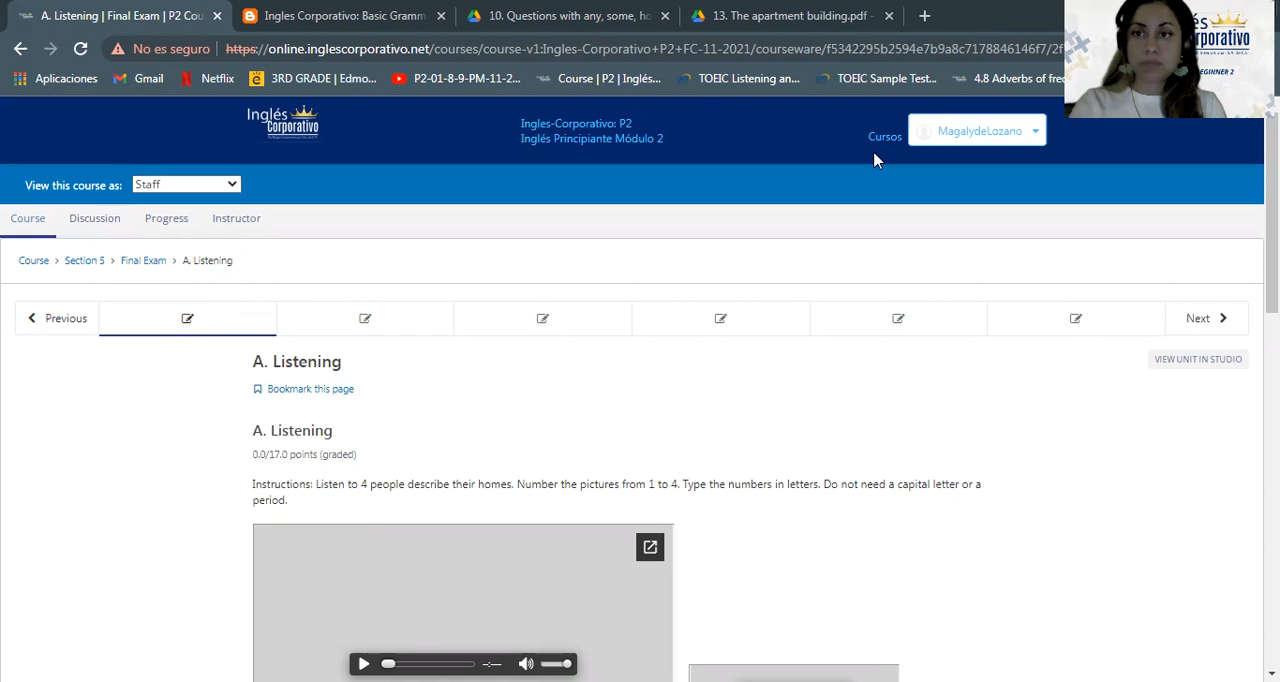 A. Listening | Final Exam | P2 Cou
Ingles Corporativo: Basic Gramm
10. Questions with any, some, ho
13. The apartment building.pdf -
No es seguro
https://online.inglescorporativo.net/courses/course-v1:Ingles-Corporativo+P2+FC-11-2021/courseware/f5342295b2594e7b9a8c7178846146f7/2f
Aplicaciones
Gmail
Netflix
3RD GRADE | Edmo...
P2-01-8-9-PM-11-2...
Course | P2 | Inglés...
TOEIC Listening an...
TOEIC Sample Test...
4.8 Adverbs of fre
Inglés
Corporativo
BEGINNER 2
Inglés
Corporativo
Ingles-Corporativo: P2
Inglés Principiante Módulo 2
Cursos
MagalydeLozano
View this course as:
Staff
Course
Discussion
Progress
Instructor
Course > Section 5 > Final Exam > A. Listening
Previous
Next
A. Listening
VIEW UNIT IN STUDIO
Bookmark this page
A. Listening
0.0/17.0 points (graded)
Instructions: Listen to 4 people describe their homes. Number the pictures from 1 to 4. Type the numbers in letters. Do not need a capital letter or a
period.
-:--